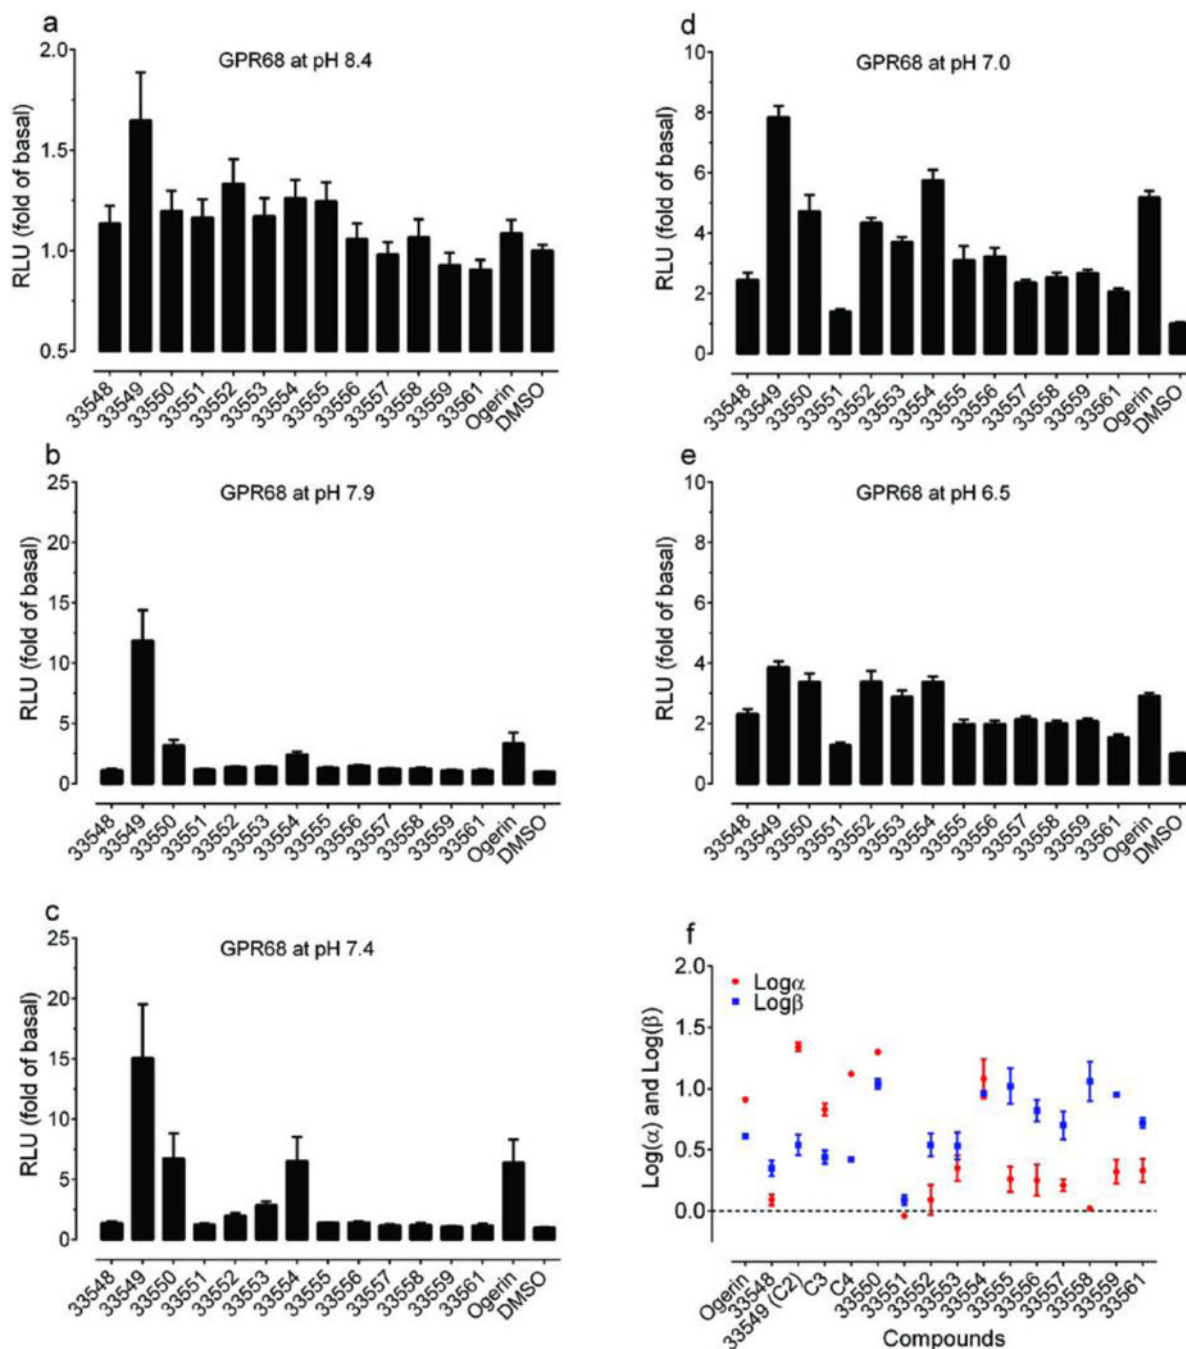 a
GPR68 at pH 8.4
RLU (fold of basal)
2.0
1.5
1.0
0.5
33548 33549 33550 33551 33552 33553 33554 33555 33556 33557 33558 33559 33561 Ogerin DMSO
b
GPR68 at pH 7.9
RLU (fold of basal)
25
20
15
10
5
0
33548 33549 33550 33551 33552 33553 33554 33555 33556 33557 33558 33559 33561 Ogerin DMSO
c
GPR68 at pH 7.4
RLU (fold of basal)
25
20
15
10
5
0
33548 33549 33550 33551 33552 33553 33554 33555 33556 33557 33558 33559 33561 Ogerin DMSO
d
GPR68 at pH 7.0
RLU (fold of basal)
10
8
6
4
2
0
33548 33549 33550 33551 33552 33553 33554 33555 33556 33557 33558 33559 33561 Ogerin DMSO
e
GPR68 at pH 6.5
RLU (fold of basal)
10
8
6
4
2
0
33548 33549 33550 33551 33552 33553 33554 33555 33556 33557 33558 33559 33561 Ogerin DMSO
f
Log(α) and Log(β)
2.0
1.5
1.0
0.5
0.0
Logα
Logβ
Ogerin 33548 33549 (C2) C3 C4 33550 33551 33552 33553 33554 33555 33556 33557 33558 33559 33561
Compounds